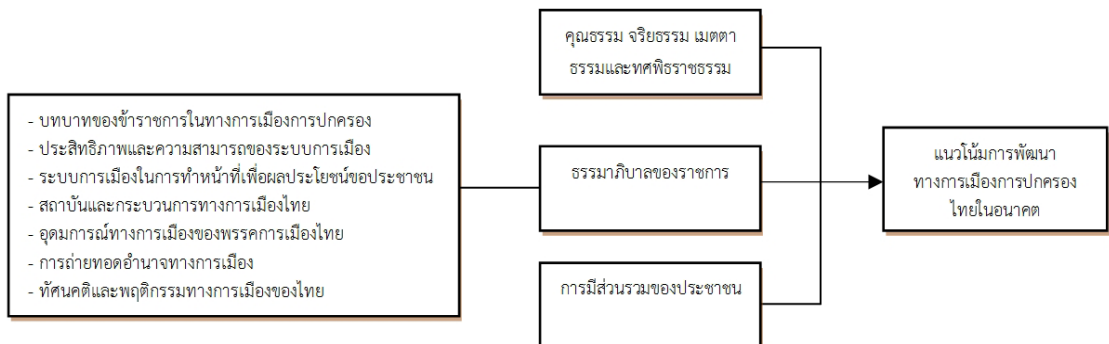 - บทบาทของข้าราชการในทางการเมืองการปกครอง
- ประสิทธิภาพและความสามารถของระบบการเมือง
- ระบบการเมืองในการทำหน้าที่เพื่อผลประโยชน์ขอประชาชน
- สถาบันและกระบวนการทางการเมืองไทย
- อุดมการณ์ทางการเมืองของพรรคการเมืองไทย
- การถ่ายทอดอำนาจทางการเมือง
- ทัศนคติและพฤติกรรมทางการเมืองของไทย
คุณธรรม จริยธรรม เมตตา
ธรรมและทศพิธราชธรรม
ธรรมาภิบาลของราชการ
การมีส่วนรวมของประชาชน
แนวโน้มการพัฒนา
ทางการเมืองการปกครอง
ไทยในอนาคต